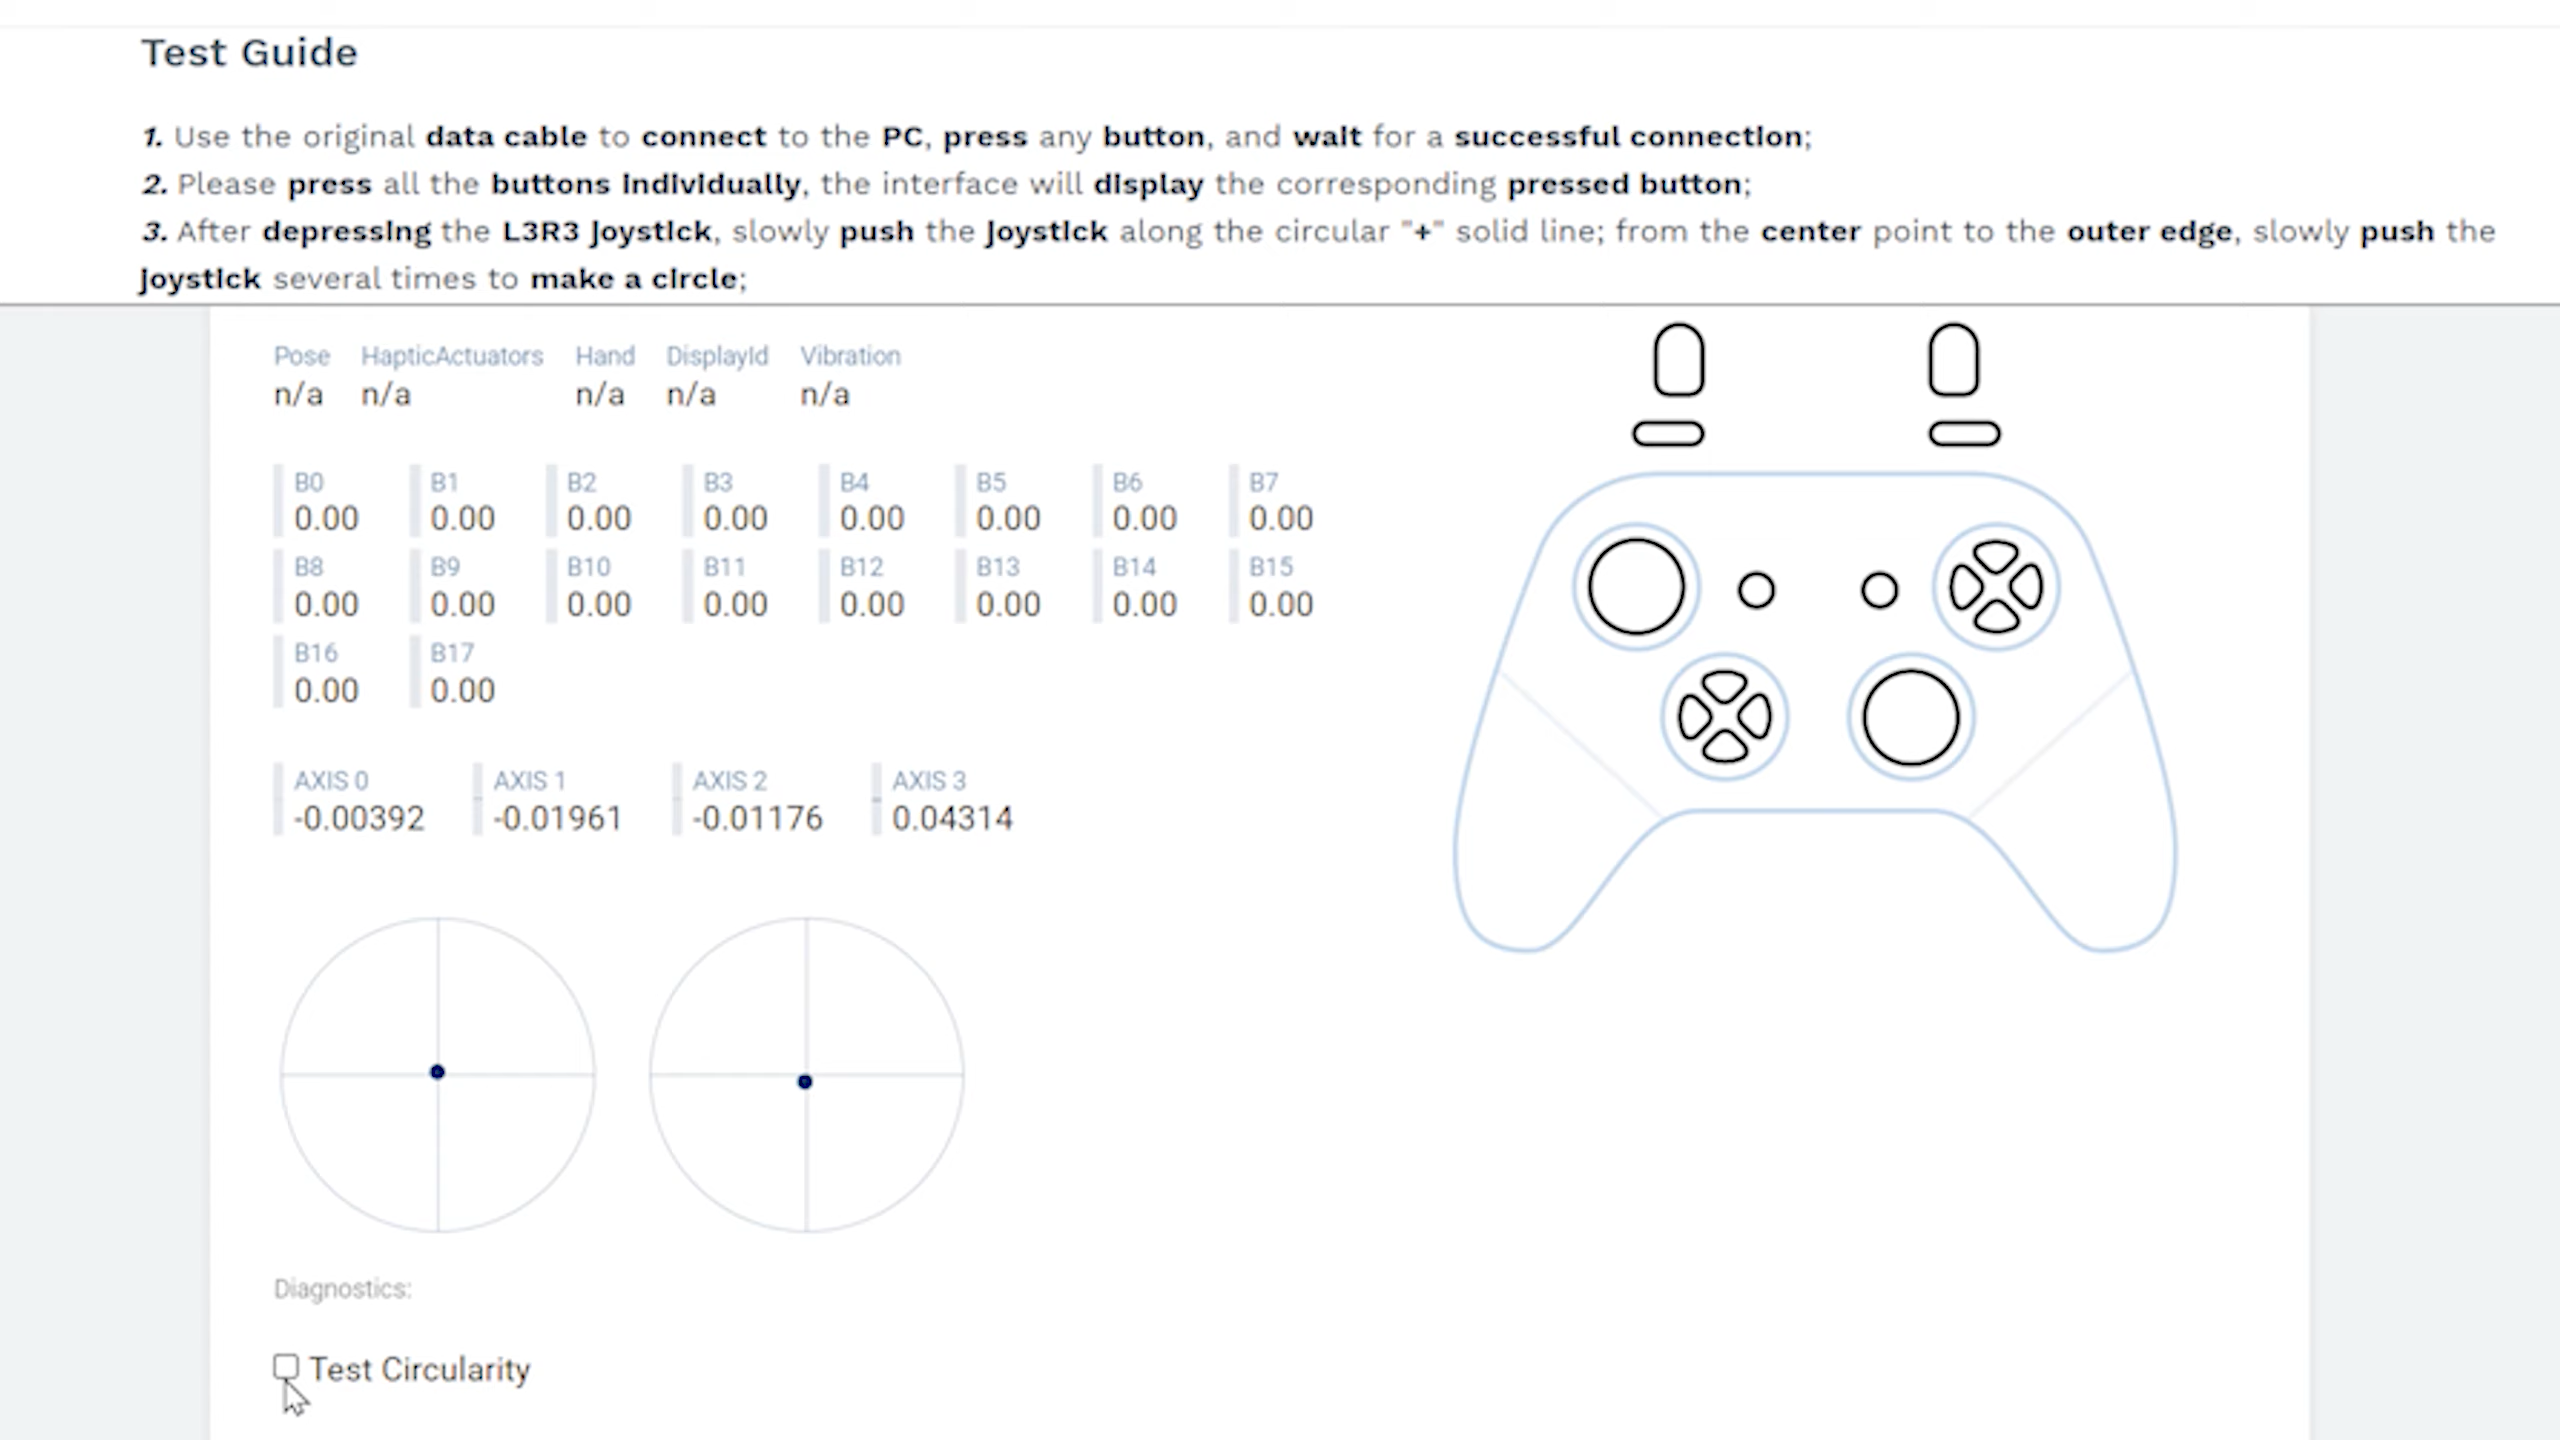 Test Guide
1. Use the original data cable to connect to the PC, press any button, and wait for a successful connection;
2. Please press all the buttons individually, the interface will display the corresponding pressed button;
3. After depressing the L3R3 joystick, slowly push the joystick along the circular "+" solid line; from the center point to the outer edge, slowly push the
joystick several times to make a circle;
Pose HapticActuators Hand DisplayId Vibration
n/a n/a n/a n/a n/a
B0 B1 B2 B3 B4 B5 B6 B7
0.00 0.00 0.00 0.00 0.00 0.00 0.00 0.00
B8 B9 B10 B11 B12 B13 B14 B15
0.00 0.00 0.00 0.00 0.00 0.00 0.00 0.00
B16 B17
0.00 0.00
AXIS 0 AXIS 1 AXIS 2 AXIS 3
-0.00392 -0.01961 -0.01176 0.04314
Diagnostics:
Test Circularity